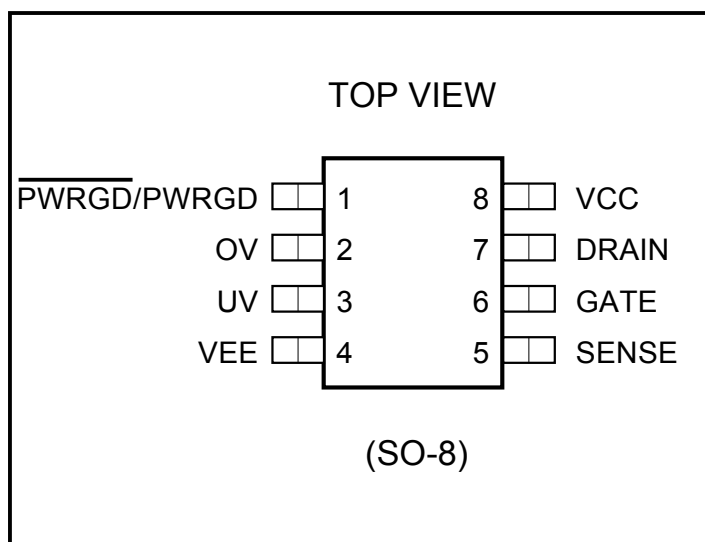 TOP VIEW
PWRGD/PWRGD 1 8 VCC
OV 2 7 DRAIN
UV 3 6 GATE
VEE 4 5 SENSE
(SO-8)